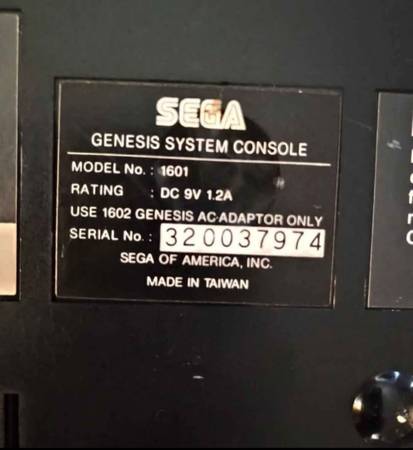 SEGA
GENESIS SYSTEM CONSOLE
MODEL No. : 1601
RATING : DC 9V 1.2A
USE 1602 GENESIS AC-ADAPTOR ONLY
SERIAL No. : 320037974
SEGA OF AMERICA, INC.
MADE IN TAIWAN